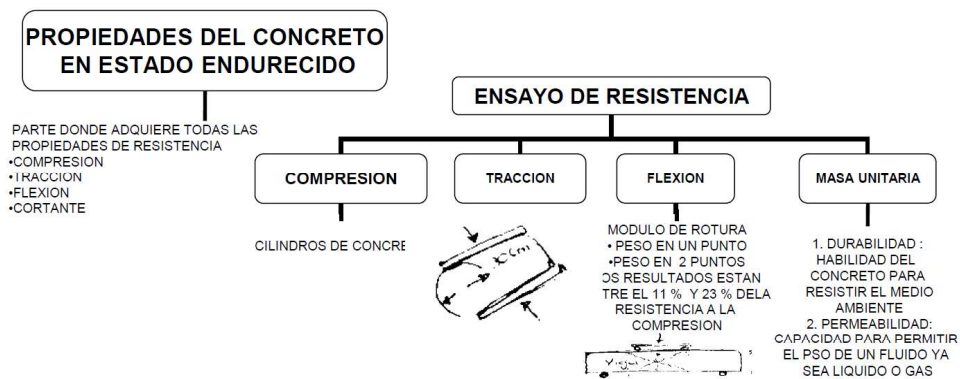 PROPIEDADES DEL CONCRETO
EN ESTADO ENDURECIDO
PARTE DONDE ADQUIERE TODAS LAS
PROPIEDADES DE RESISTENCIA
•COMPRESION
•TRACCION
•FLEXION
•CORTANTE
ENSAYO DE RESISTENCIA
COMPRESION
CILINDROS DE CONCRE
TRACCION
FLEXION
MODULO DE ROTURA
• PESO EN UN PUNTO
•PESO EN 2 PUNTOS
OS RESULTADOS ESTAN
TRE EL 11 % Y 23 % DELA
RESISTENCIA A LA
COMPRESION
MASA UNITARIA
1. DURABILIDAD :
HABILIDAD DEL
CONCRETO PARA
RESISTIR EL MEDIO
AMBIENTE
2. PERMEABILIDAD:
CAPACIDAD PARA PERMITIR
EL PSO DE UN FLUIDO YA
SEA LIQUIDO O GAS